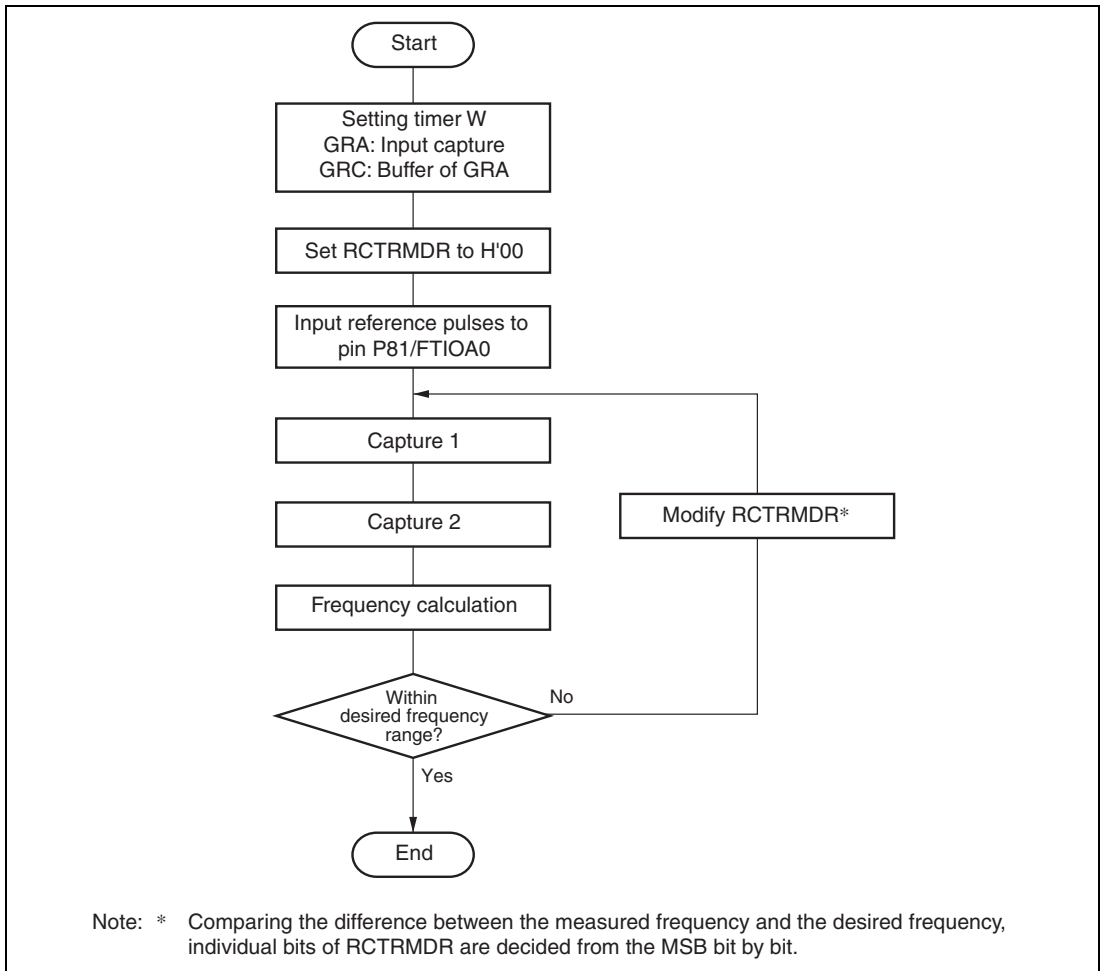 Start
Setting timer W
GRA: Input capture
GRC: Buffer of GRA
Set RCTRMDR to H'00
Input reference pulses to
pin P81/FTIOA0
Capture 1
Capture 2
Modify RCTRMDR*
Frequency calculation
Within
desired frequency
range?
No
Yes
End
Note: * Comparing the difference between the measured frequency and the desired frequency,
individual bits of RCTRMDR are decided from the MSB bit by bit.